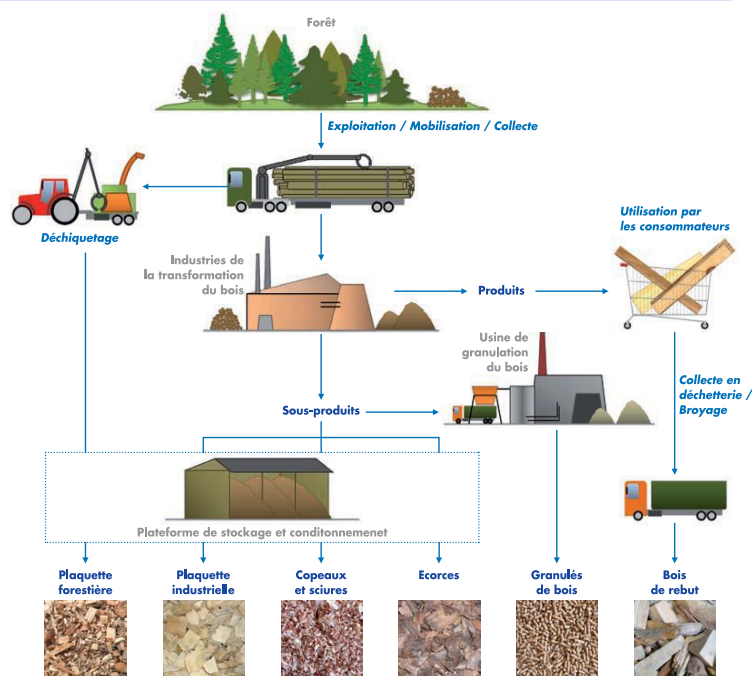 Forêt
Exploitation / Mobilisation / Collecte
Déchiquetage
Utilisation par
les consommateurs
Industries de
la transformation
du bois
Produits
Usine de
granulation
du bois
Collecte en
déchetterie /
Broyage
Sous-produits
Plateforme de stockage et conditonnemenet
Plaquette
forestière
Plaquette
industrielle
Copeaux
et sciures
Ecorces
Granulés
de bois
Bois
de rebut